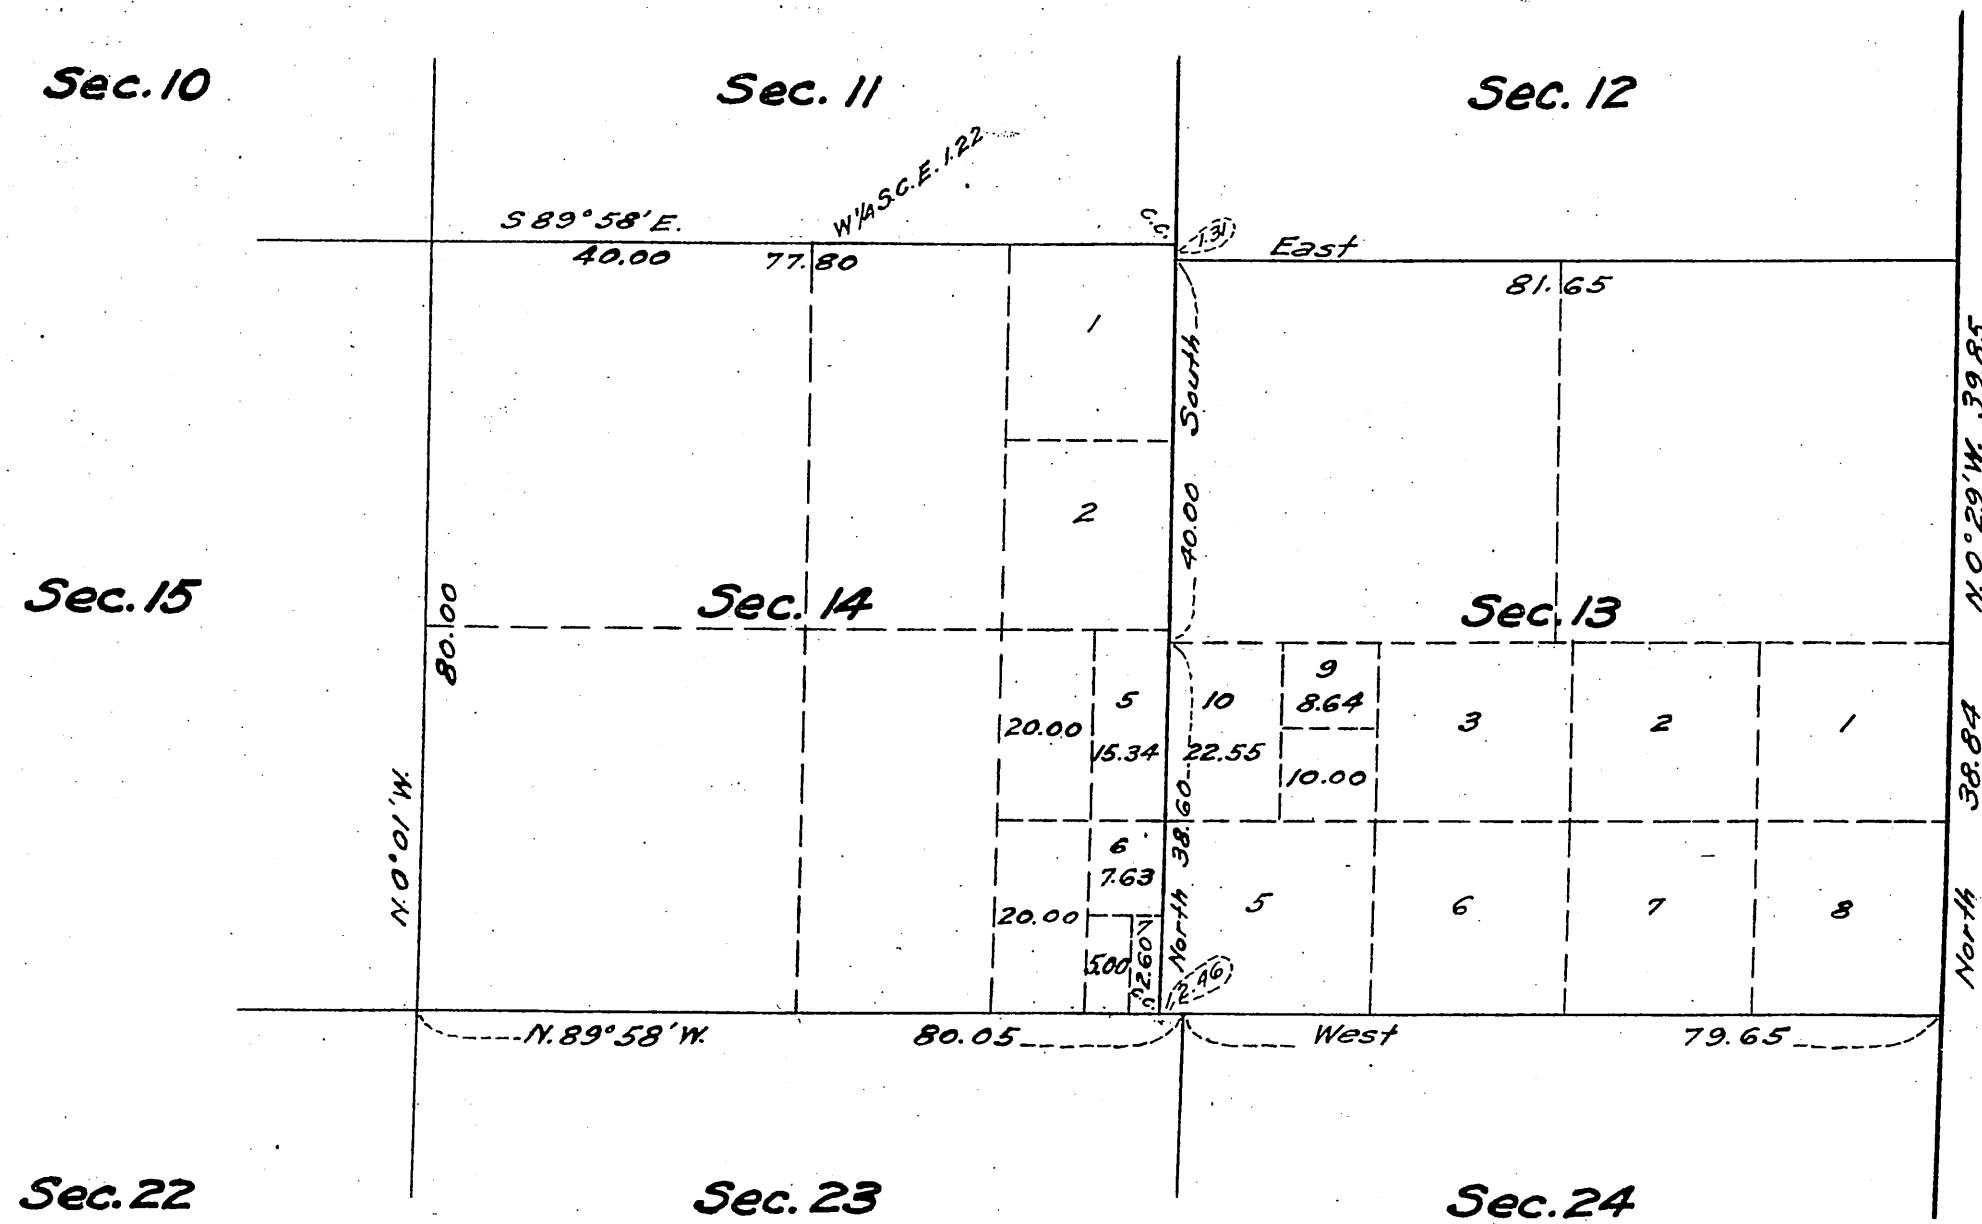 Sec. 10
Sec. 11
Sec. 12
W 1/4 S.C. E. 1.22
S 89° 58' E.
40.00
77.80
C.C.
1.31
East
81.65
1
South
40.00
N. 0° 29' W. 39.85
2
Sec. 15
80.00
Sec. 14
Sec. 13
N. 0° 01' W.
20.00
5
15.34
10
22.55
9
8.64
10.00
3
2
1
38.84
North
North 38.60
6
7.63
20.00
5.00
7
2.60
C.C.
2.46
5
6
7
8
N. 89° 58' W.
80.05
West
79.65
Sec. 22
Sec. 23
Sec. 24